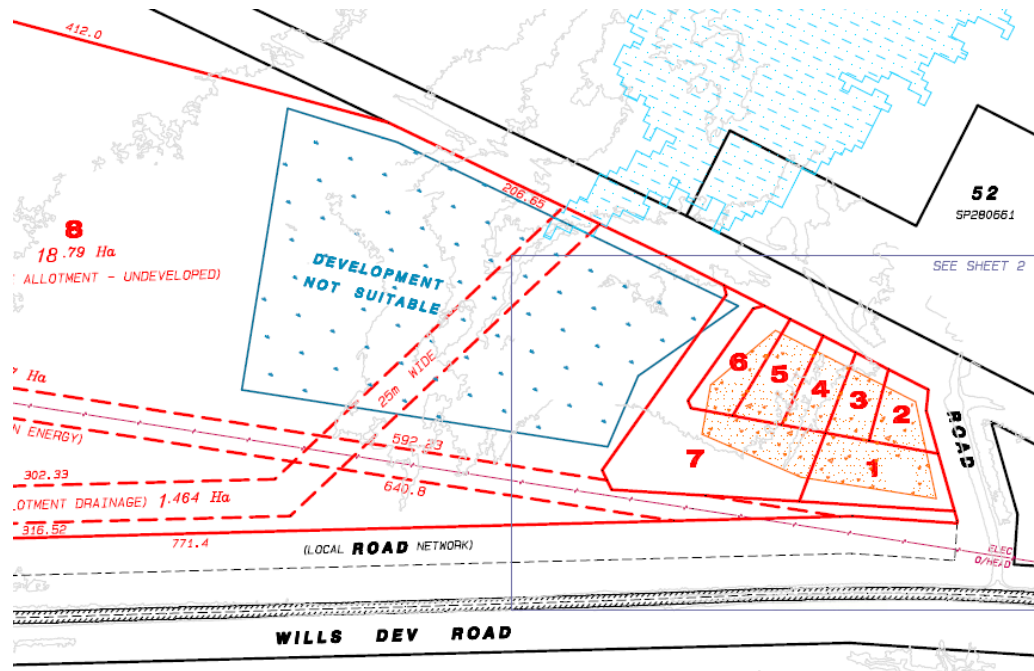 412.0
206.65
52
SP280661
8
18.79 Ha
ALLOTMENT - UNDEVELOPED)
DEVELOPMENT
NOT SUITABLE
SEE SHEET 2
25m WIDE
6
5
4
3
2
1
7
ROAD
Ha
N ENERGY)
592.23
302.33
640.8
LOTMENT DRAINAGE) 1.464 Ha
316.52
771.4
(LOCAL ROAD NETWORK)
ELEC
O/HEAD
WILLS DEV ROAD